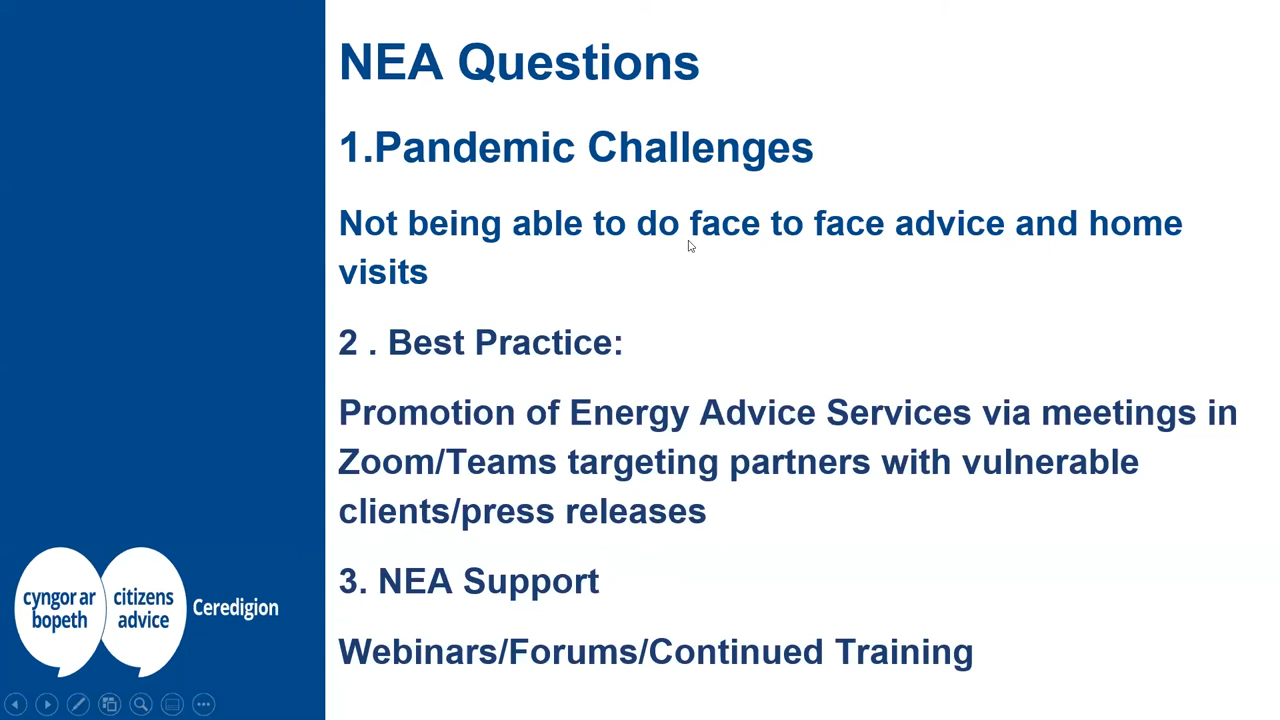 NEA Questions
1.Pandemic Challenges
Not being able to do face to face advice and home
visits
2 . Best Practice:
Promotion of Energy Advice Services via meetings in
Zoom/Teams targeting partners with vulnerable
clients/press releases
3. NEA Support
Webinars/Forums/Continued Training
cyngor ar
bopeth
citizens
advice
Ceredigion